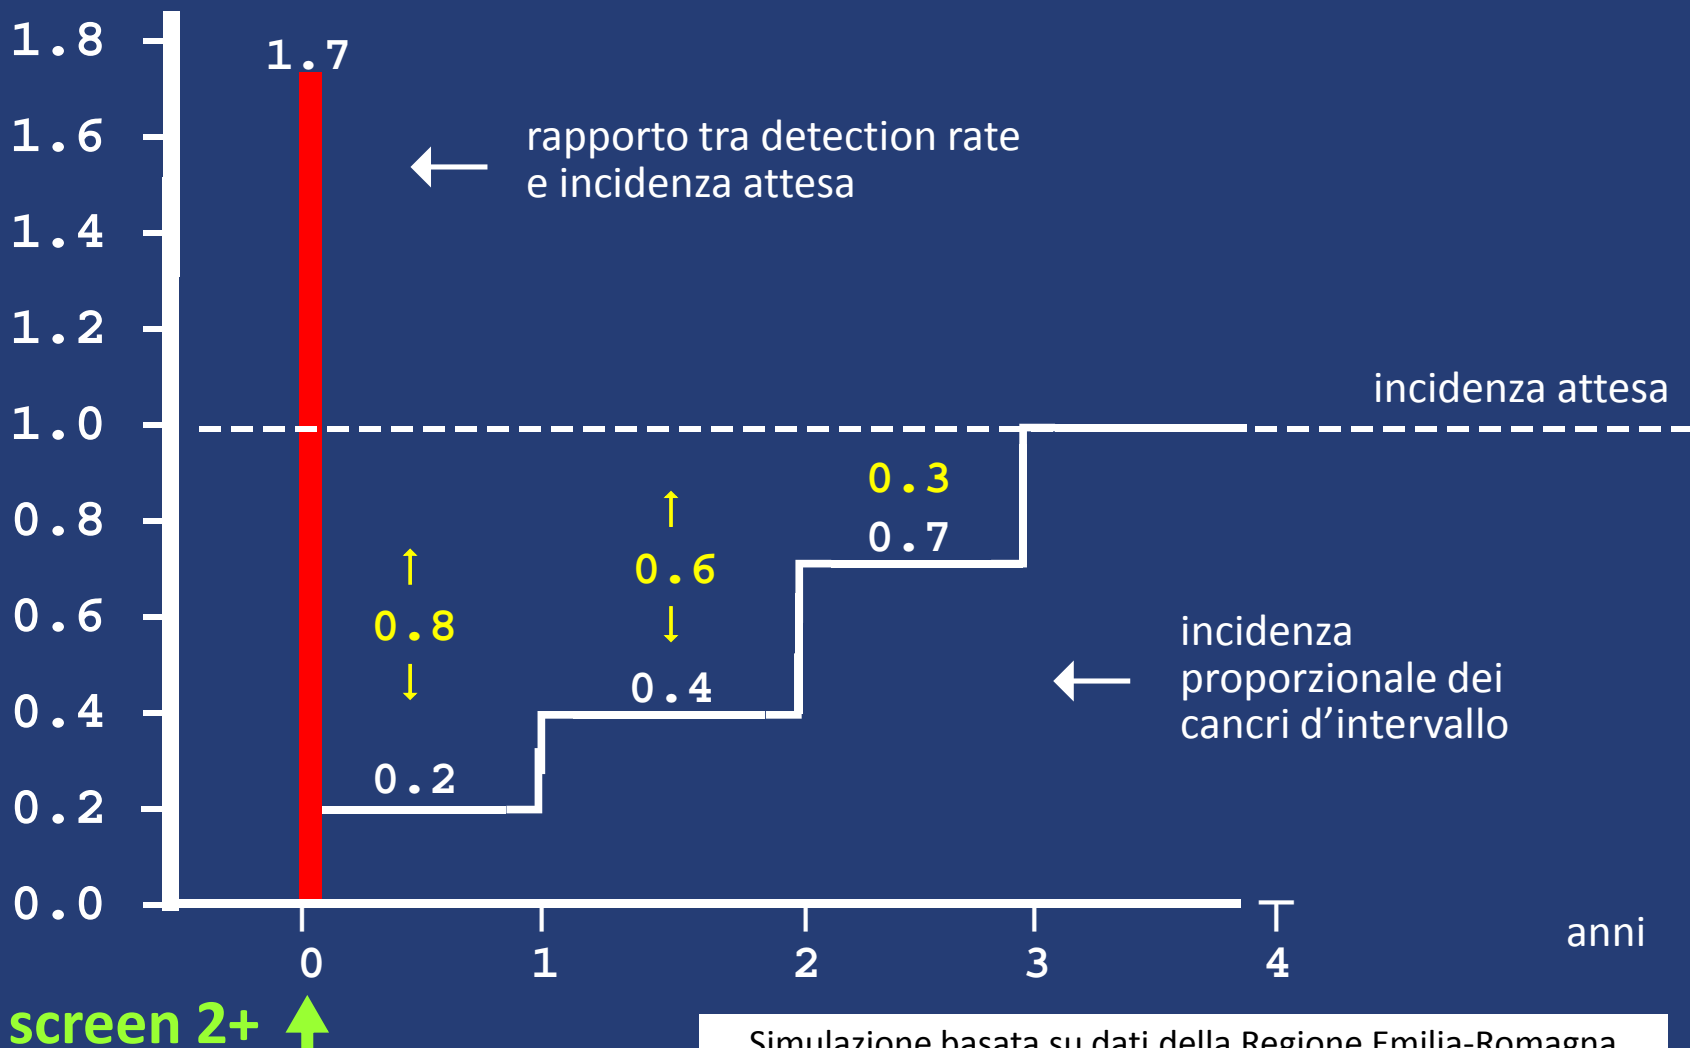 1.8
1.7
1.6
rapporto tra detection rate
e incidenza attesa
1.4
1.2
incidenza attesa
1.0
0.3
0.8
0.7
0.6
0.8
0.6
incidenza
proporzionale dei
cancri d’intervallo
0.4
0.4
0.2
0.2
0.0
anni
0 1 2 3 4
screen 2+
Simulazione basata su dati della Regione Emilia-Romagna